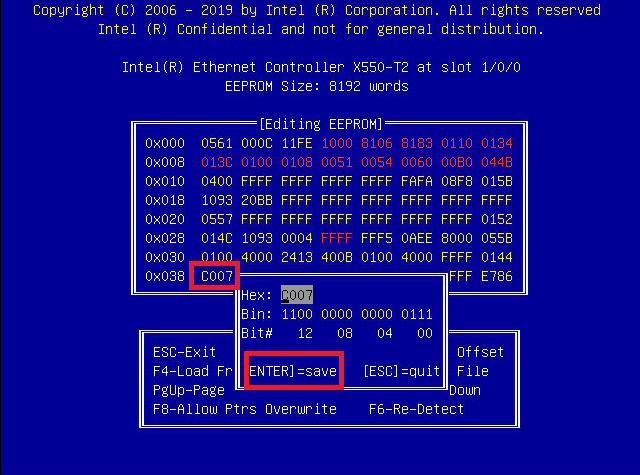 Copyright (C) 2006 - 2019 by Intel (R) Corporation. All rights reserved
Intel (R) Confidential and not for general distribution.
Intel(R) Ethernet Controller X550-T2 at slot 1/0/0
EEPROM Size: 8192 words
[Editing EEPROM]
0x000 0561 000C 11FE 1000 8106 8183 0110 0134
0x008 013C 0100 0108 0051 0054 0060 00B0 044B
0x010 0400 FFFF FFFF FFFF FFFF FAFA 08F8 015B
0x018 1093 20BB FFFF FFFF FFFF FFFF FFFF FFFF
0x020 0557 FFFF FFFF FFFF FFFF FFFF FFFF 0152
0x028 014C 1093 0004 FFFF FFF5 0AEE 8000 055B
0x030 0100 4000 2413 400B 0100 4000 FFFF 0144
0x038 C007 FFF E786
Hex: C007
Bin: 1100 0000 0000 0111
Bit# 12 08 04 00
ESC-Exit Offset
F4-Load Fr ENTER]=save [ESC]=quit File
PgUp-Page Down
F8-Allow Ptrs Overwrite F6-Re-Detect